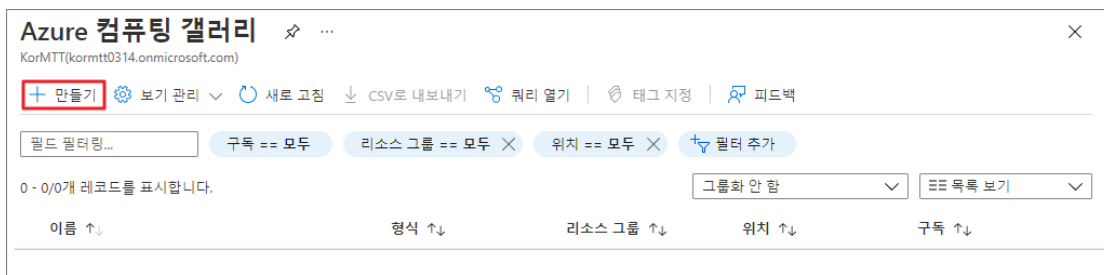 Azure 컴퓨팅 갤러리 ...
KorMTT(kormtt0314.onmicrosoft.com)
만들기 보기 관리 새로 고침 CSV로 내보내기 쿼리 열기 태그 지정 피드백
필드 필터링... 구독 == 모두 리소스 그룹 == 모두 위치 == 모두 필터 추가
0 - 0/0개 레코드를 표시합니다. 그룹화 안 함 목록 보기
이름 형식 리소스 그룹 위치 구독